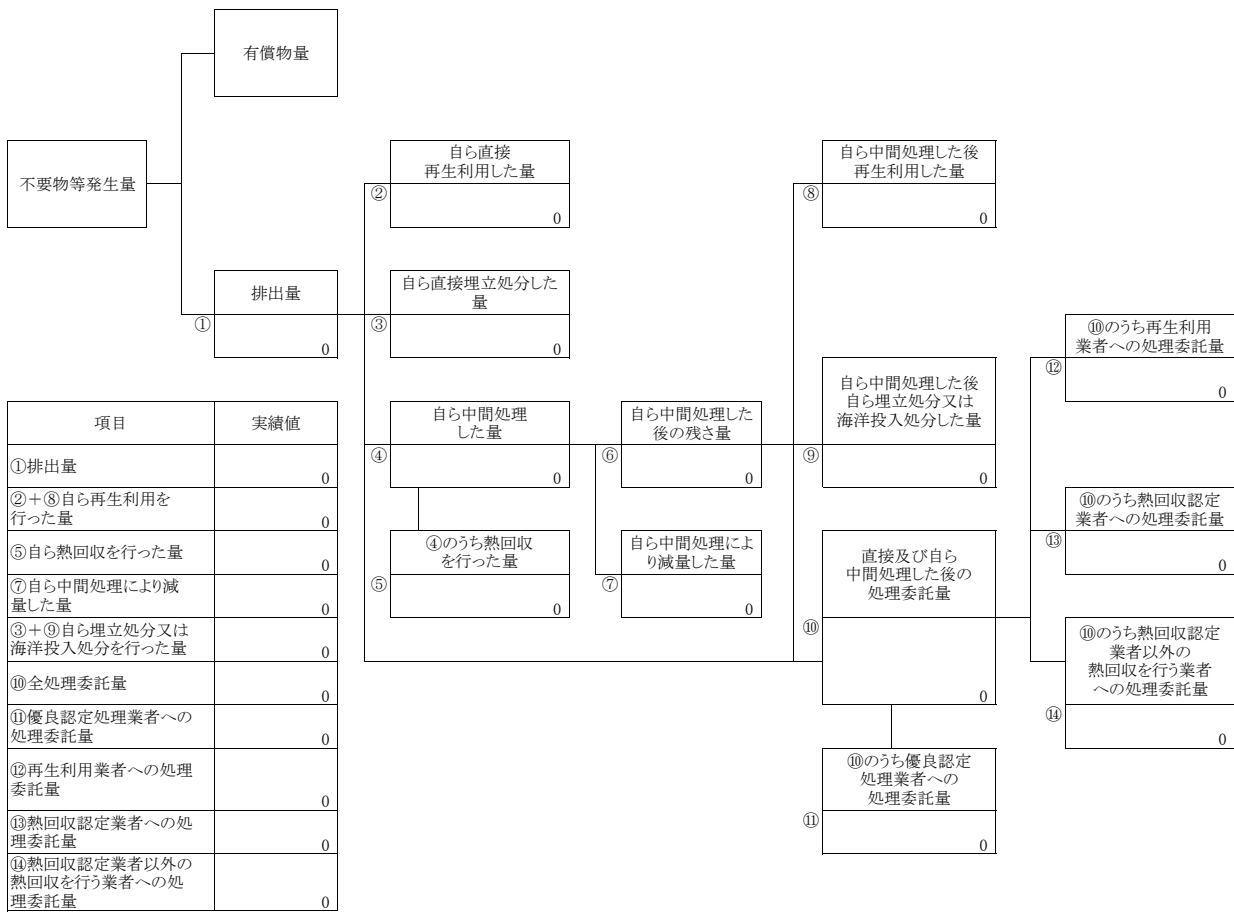 有償物量
不要物等発生量
自ら直接
再生利用した量
②
0
自ら中間処理した後
再生利用した量
⑧
0
排出量
①
0
自ら直接埋立処分した
量
③
0
⑩のうち再生利用
業者への処理委託量
⑫
0
自ら中間処理した後
自ら埋立処分又は
海洋投入処分した量
⑨
0
自ら中間処理
した量
④
0
自ら中間処理した
後の残さ量
⑥
0
⑩のうち熱回収認定
業者への処理委託量
⑬
0
④のうち熱回収
を行った量
⑤
0
自ら中間処理によ
り減量した量
⑦
0
直接及び自ら
中間処理した後の
処理委託量
⑩
0
⑩のうち熱回収認定
業者以外の
熱回収を行う業者
への処理委託量
⑭
0
⑩のうち優良認定
処理業者への
処理委託量
⑪
0
項目 実績値
①排出量 0
②+⑧自ら再生利用を
行った量 0
⑤自ら熱回収を行った量 0
⑦自ら中間処理により減
量した量 0
③+⑨自ら埋立処分又は
海洋投入処分を行った量 0
⑩全処理委託量 0
⑪優良認定処理業者への
処理委託量 0
⑫再生利用業者への処理
委託量 0
⑬熱回収認定業者への処
理委託量 0
⑭熱回収認定業者以外の
熱回収を行う業者への処
理委託量 0